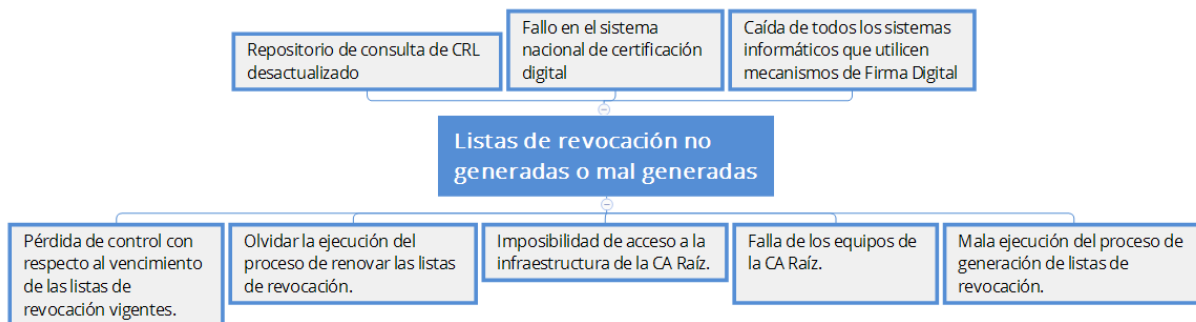 Repositorio de consulta de CRL
desactualizado
Fallo en el sistema
nacional de certificación
digital
Caída de todos los sistemas
informáticos que utilicen
mecanismos de Firma Digital
Listas de revocación no
generadas o mal generadas
Pérdida de control con
respecto al vencimiento
de las listas de
revocación vigentes.
Olvidar la ejecución del
proceso de renovar las listas
de revocación.
Imposibilidad de acceso a la
infraestructura de la CA Raíz.
Falla de los equipos de
la CA Raíz.
Mala ejecución del proceso de
generación de listas de
revocación.